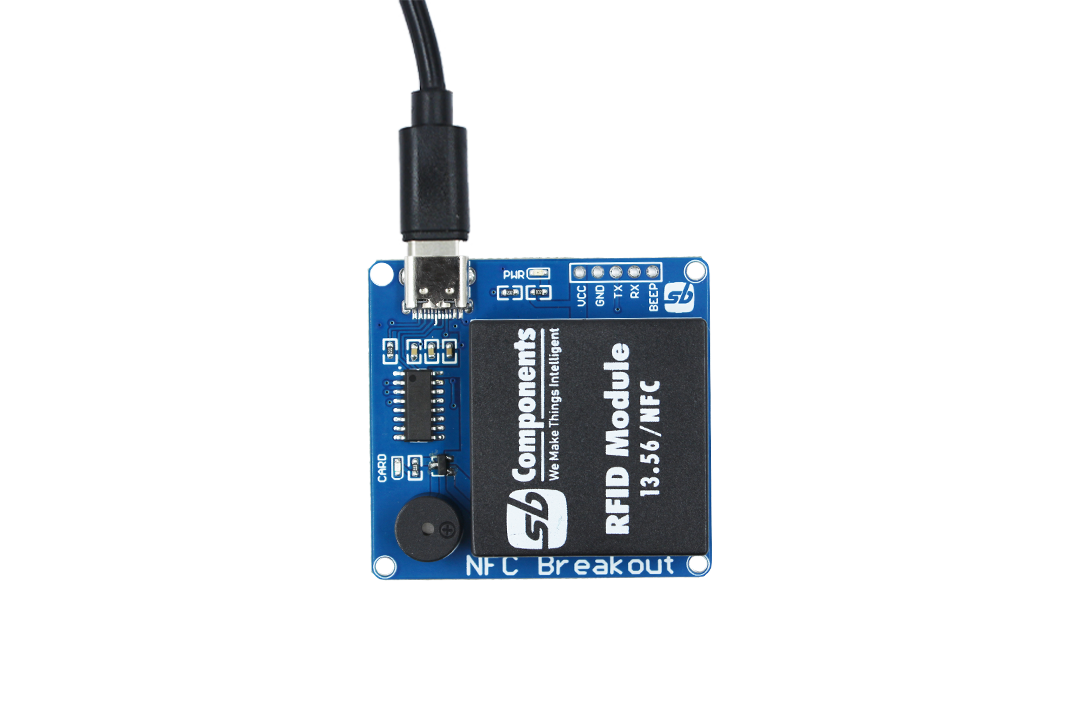 PWR
VCC
GND
TX
RX
BEEP
sb
sb Components
We Make Things Intelligent
RFID Module
13.56/NFC
CARD
NFC Breakout